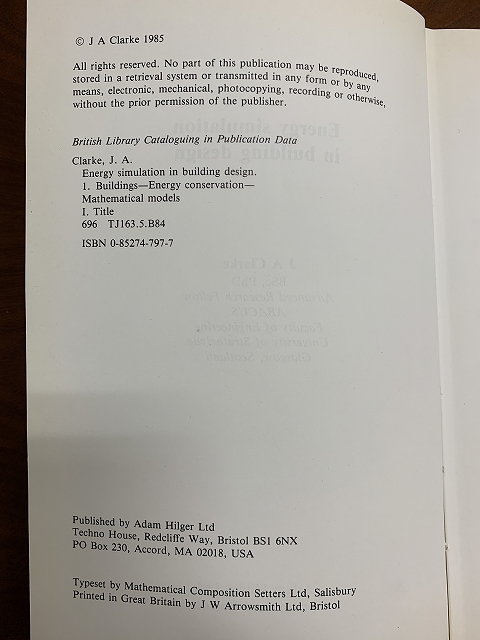 © J A Clarke 1985
All rights reserved. No part of this publication may be reproduced,
stored in a retrieval system or transmitted in any form or by any
means, electronic, mechanical, photocopying, recording or otherwise,
without the prior permission of the publisher.
British Library Cataloguing in Publication Data
Clarke, J. A.
Energy simulation in building design.
1. Buildings—Energy conservation—
Mathematical models
I. Title
696 TJ163.5.B84
ISBN 0-85274-797-7
Published by Adam Hilger Ltd
Techno House, Redcliffe Way, Bristol BS1 6NX
PO Box 230, Accord, MA 02018, USA
Typeset by Mathematical Composition Setters Ltd, Salisbury
Printed in Great Britain by J W Arrowsmith Ltd, Bristol